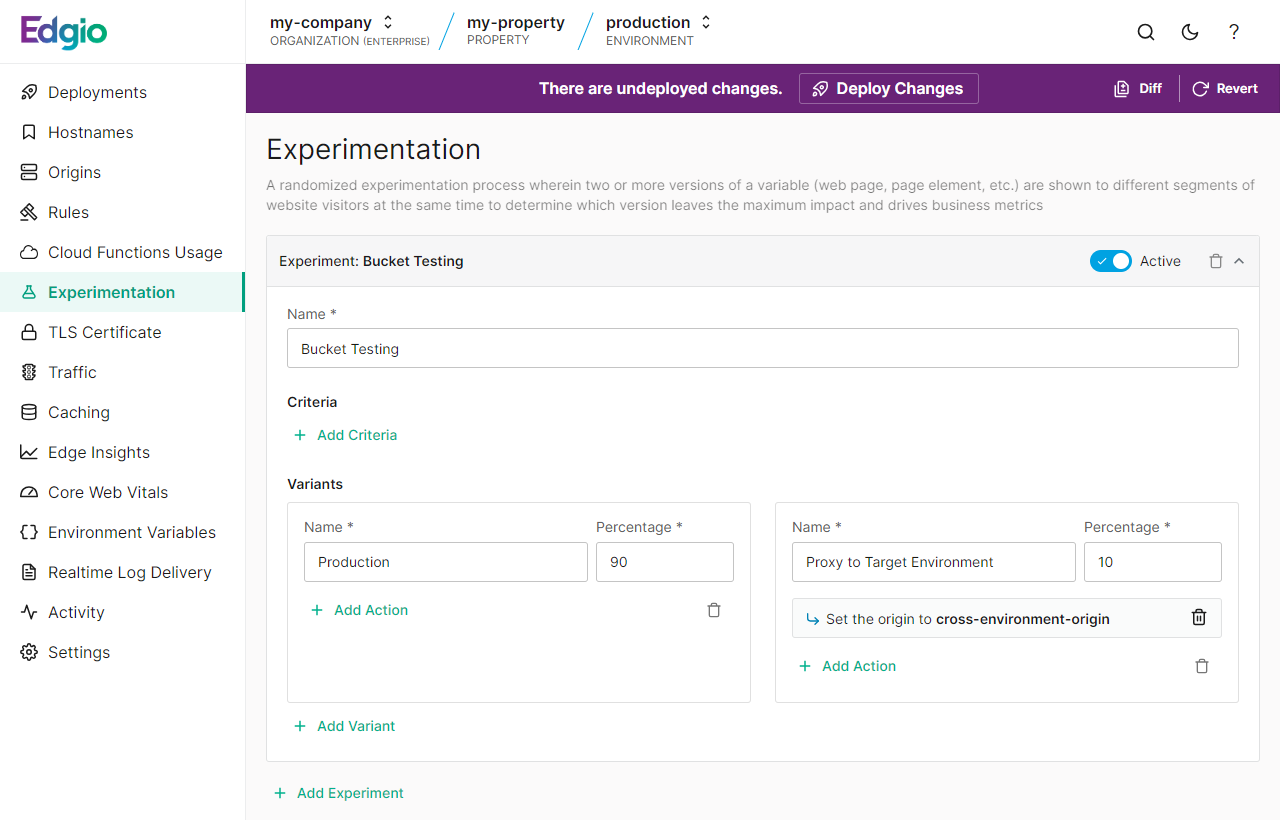 Edgio
my-company
ORGANIZATION (ENTERPRISE)
my-property
PROPERTY
production
ENVIRONMENT
?
There are undeployed changes.
Deploy Changes
Diff
Revert
Deployments
Hostnames
Origins
Rules
Cloud Functions Usage
Experimentation
TLS Certificate
Traffic
Caching
Edge Insights
Core Web Vitals
Environment Variables
Realtime Log Delivery
Activity
Settings
Experimentation
A randomized experimentation process wherein two or more versions of a variable (web page, page element, etc.) are shown to different segments of
website visitors at the same time to determine which version leaves the maximum impact and drives business metrics
Experiment: Bucket Testing
Active
Name *
Bucket Testing
Criteria
+ Add Criteria
Variants
Name *
Percentage *
Production
90
+ Add Action
Name *
Percentage *
Proxy to Target Environment
10
Set the origin to cross-environment-origin
+ Add Action
+ Add Variant
+ Add Experiment